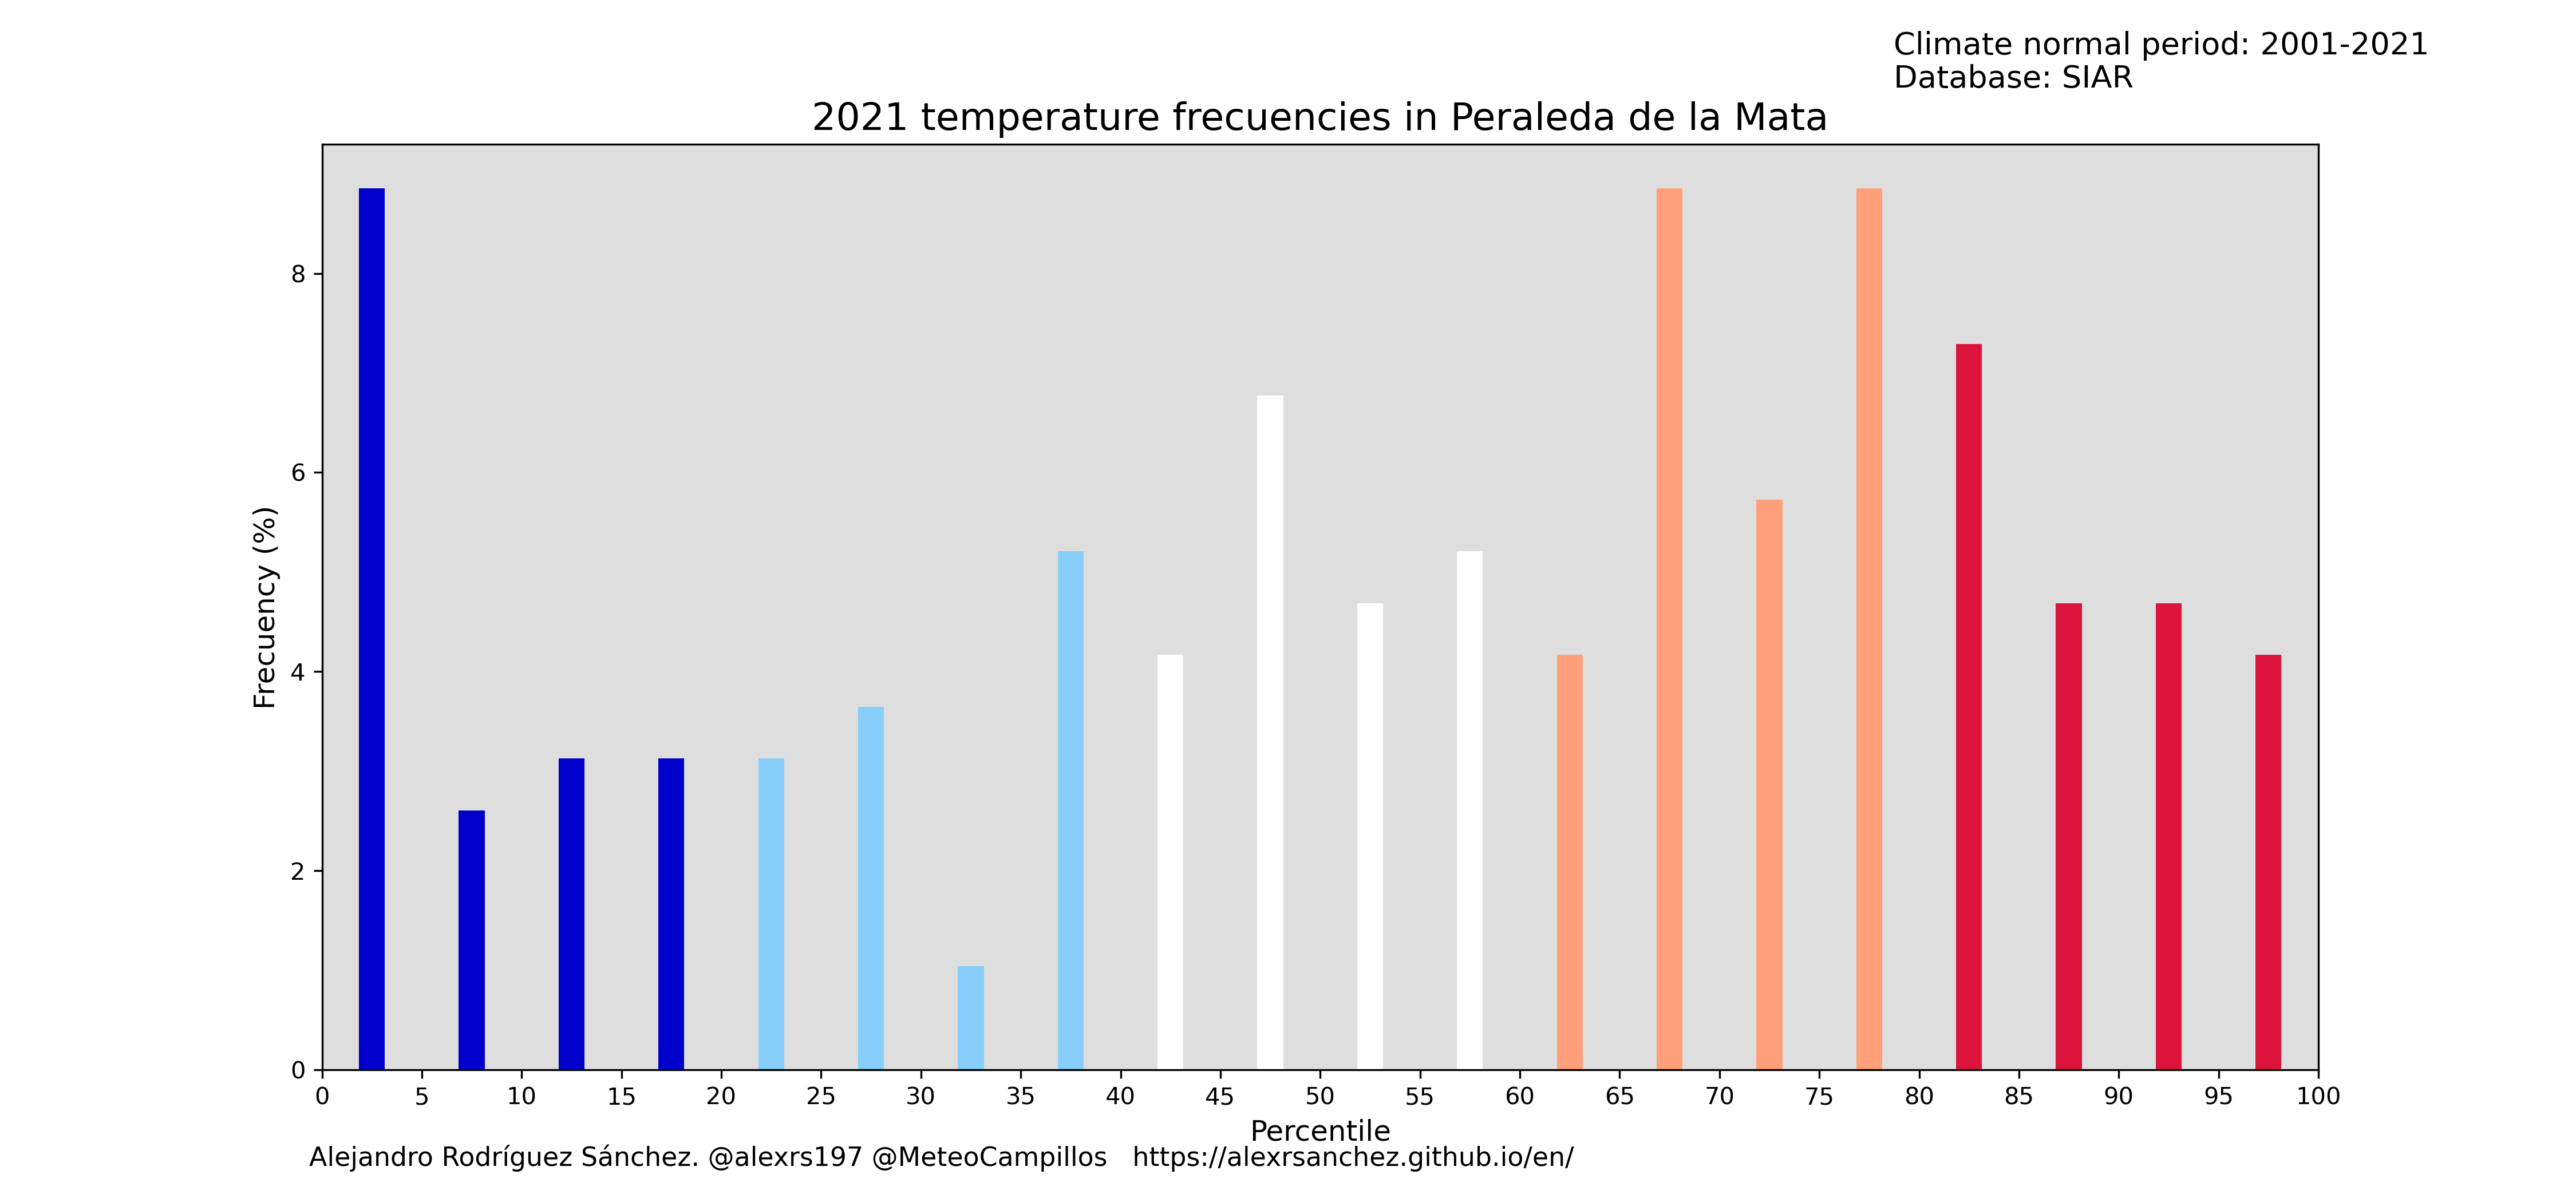 Climate normal period: 2001-2021
Database: SIAR
2021 temperature frecuencies in Peraleda de la Mata
Frecuency (%)
8
6
4
2
0
0 5 10 15 20 25 30 35 40 45 50 55 60 65 70 75 80 85 90 95 100
Percentile
Alejandro Rodríguez Sánchez. @alexrs197 @MeteoCampillos https://alexrsanchez.github.io/en/